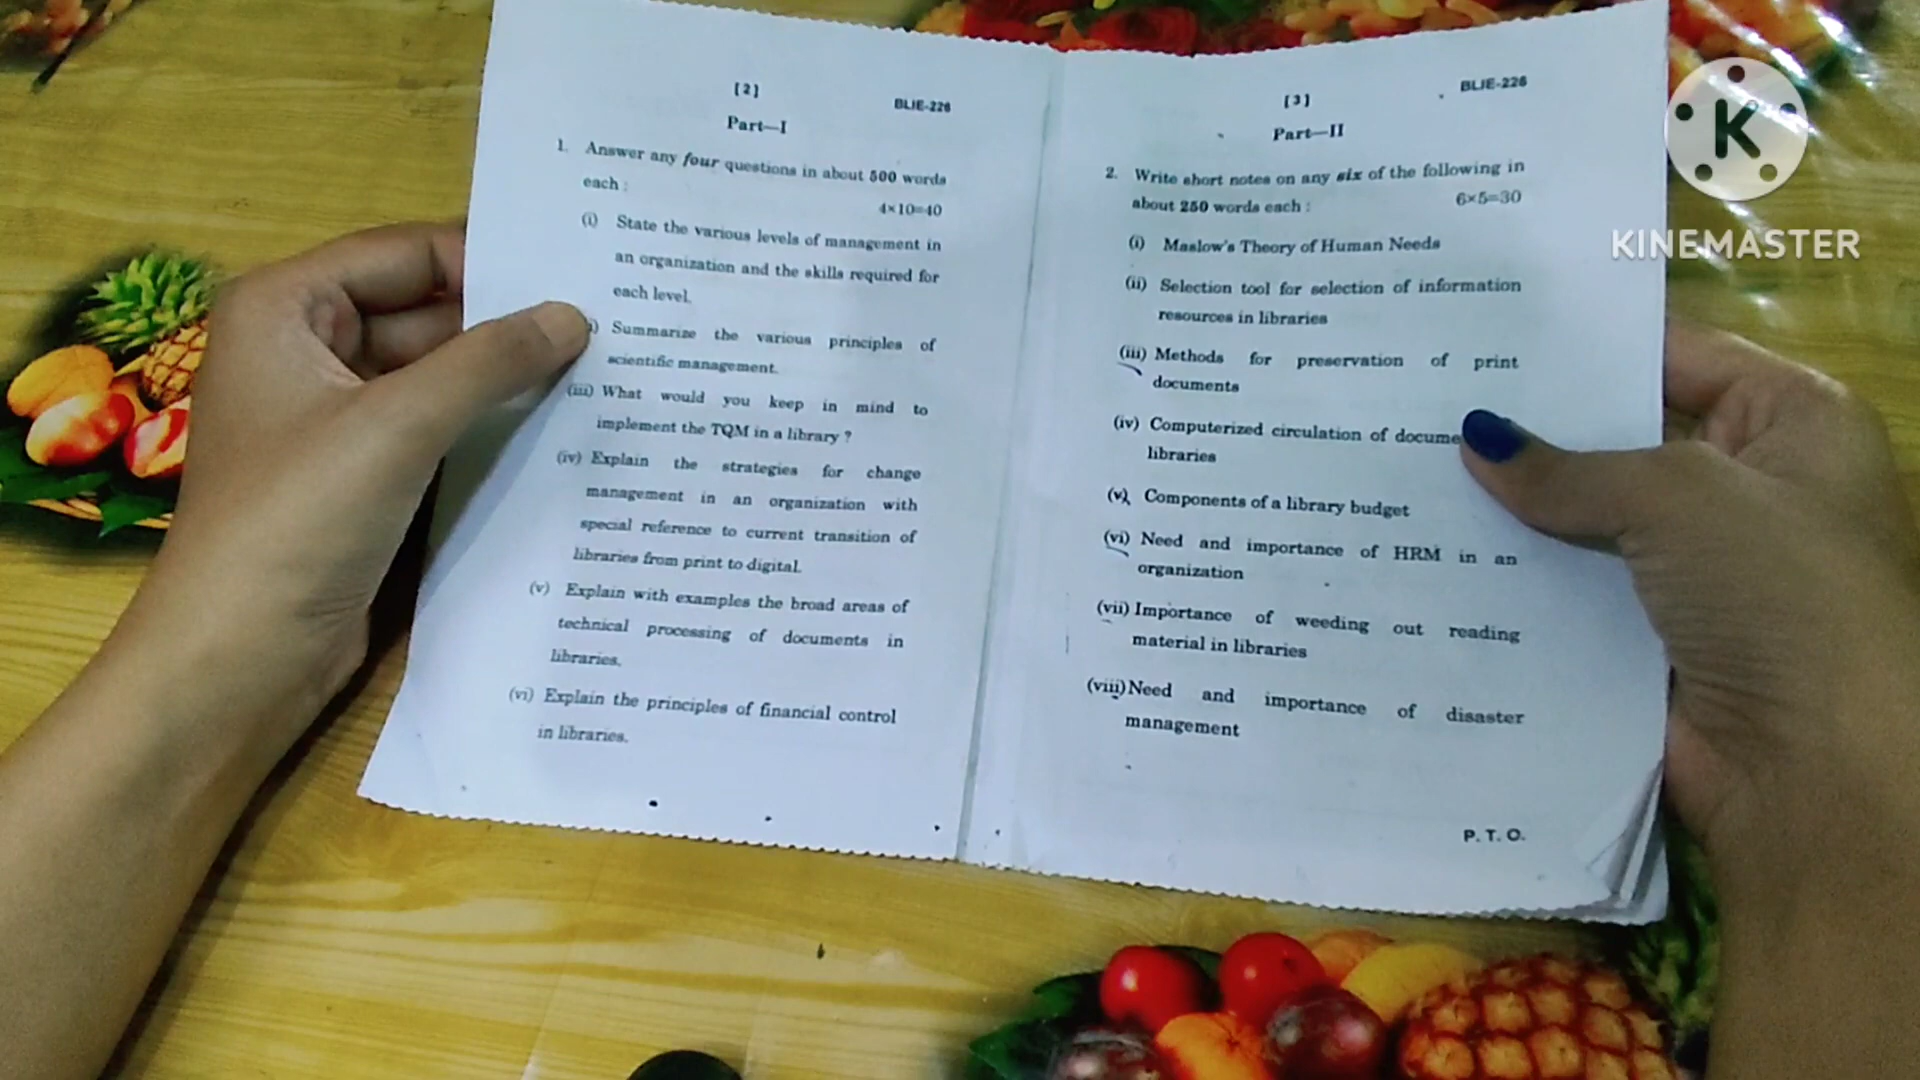 [2]
BLIE-226
Part—I
1. Answer any four questions in about 500 words
each :
4×10=40
(i) State the various levels of management in
an organization and the skills required for
each level.
Summarize the various principles of
scientific management.
(iii) What would you keep in mind to
implement the TQM in a library ?
(iv) Explain the strategies for change
management in an organization with
special reference to current transition of
libraries from print to digital.
(v) Explain with examples the broad areas of
technical processing of documents in
libraries.
(vi) Explain the principles of financial control
in libraries.
[3]
BLIE-226
Part—II
2. Write short notes on any six of the following in
about 250 words each :
6×5=30
(i) Maslow's Theory of Human Needs
(ii) Selection tool for selection of information
resources in libraries
(iii) Methods for preservation of print
documents
(iv) Computerized circulation of docume
libraries
(v) Components of a library budget
(vi) Need and importance of HRM in an
organization
(vii) Importance of weeding out reading
material in libraries
(viii) Need and importance of disaster
management
P. T. O.
K
KINEMASTER